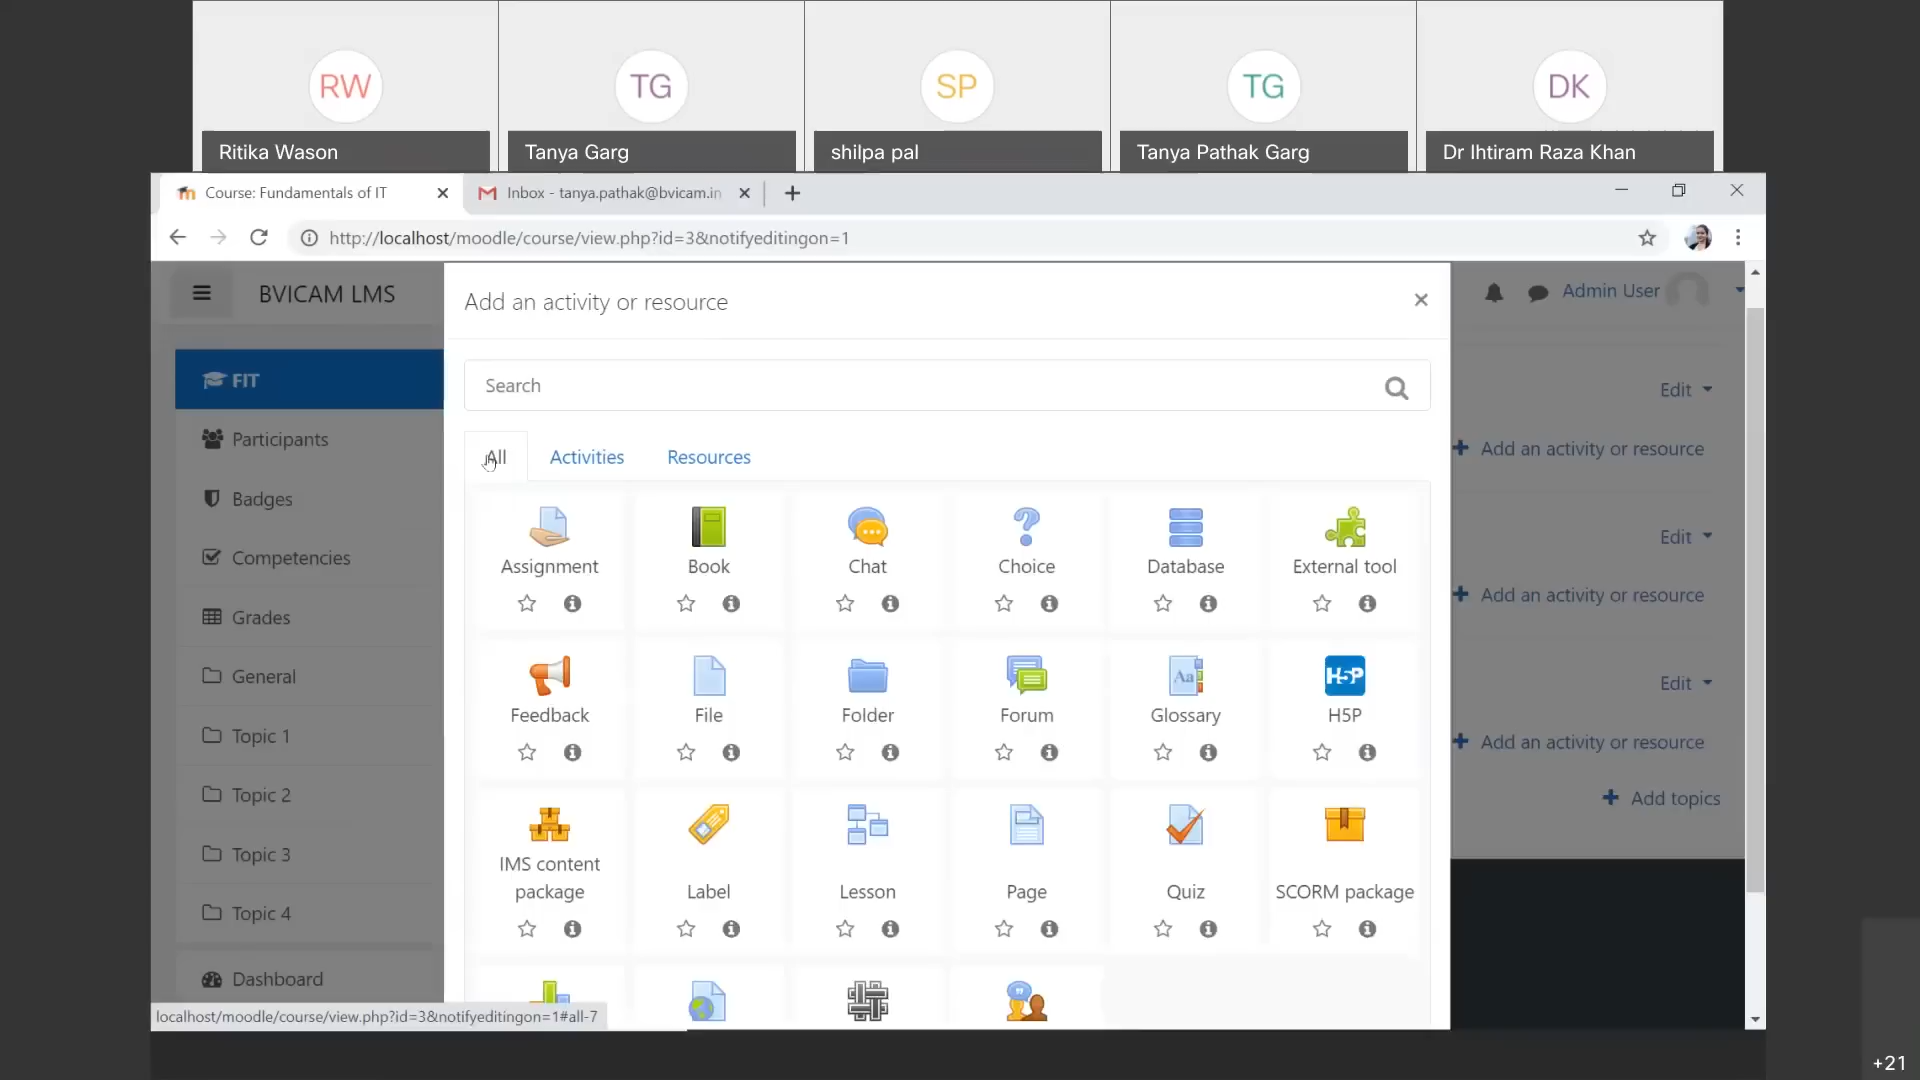 RW
TG
SP
TG
DK
Ritika Wason
Tanya Garg
shilpa pal
Tanya Pathak Garg
Dr Ihtiram Raza Khan
Course: Fundamentals of IT
Inbox - tanya.pathak@bvicam.in
http://localhost/moodle/course/view.php?id=3&notifyeditingon=1
BVICAM LMS
Add an activity or resource
Admin User
Search
FIT
Edit
Participants
Add an activity or resource
All
Activities
Resources
Badges
Edit
Competencies
Assignment
Book
Chat
Choice
Database
External tool
Add an activity or resource
Grades
General
Edit
Feedback
File
Folder
Forum
Glossary
H5P
H5P
Topic 1
Add an activity or resource
Topic 2
Add topics
Topic 3
IMS content
package
Label
Lesson
Page
Quiz
SCORM package
Topic 4
Dashboard
localhost/moodle/course/view.php?id=3&notifyeditingon=1#all-7
+21